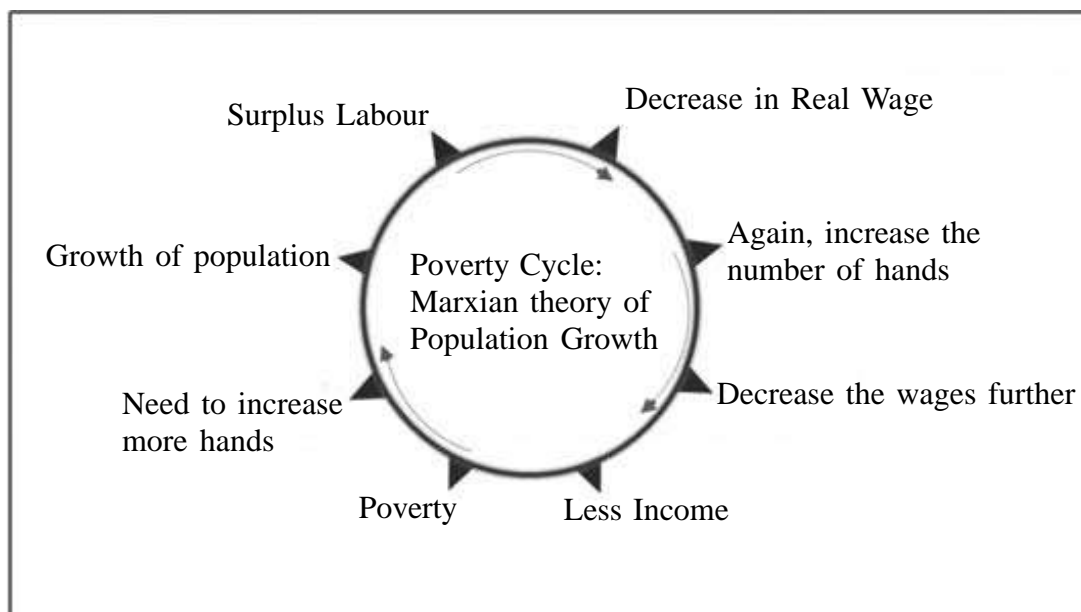 Surplus Labour
Decrease in Real Wage
Growth of population
Again, increase the
number of hands
Poverty Cycle:
Marxian theory of
Population Growth
Need to increase
more hands
Decrease the wages further
Poverty
Less Income